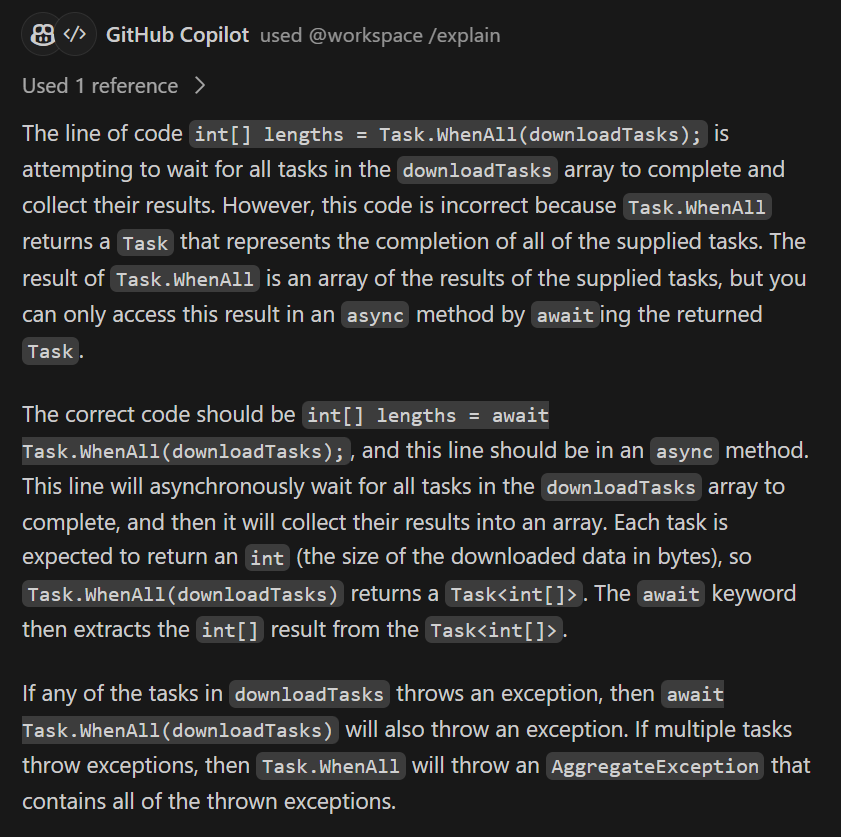 GitHub Copilot used @workspace /explain
Used 1 reference
The line of code int[] lengths = Task.WhenAll(downloadTasks); is
attempting to wait for all tasks in the downloadTasks array to complete and
collect their results. However, this code is incorrect because Task.WhenAll
returns a Task that represents the completion of all of the supplied tasks. The
result of Task.WhenAll is an array of the results of the supplied tasks, but you
can only access this result in an async method by awaiting the returned
Task.
The correct code should be int[] lengths = await
Task.WhenAll(downloadTasks);, and this line should be in an async method.
This line will asynchronously wait for all tasks in the downloadTasks array to
complete, and then it will collect their results into an array. Each task is
expected to return an int (the size of the downloaded data in bytes), so
Task.WhenAll(downloadTasks) returns a Task<int[]>. The await keyword
then extracts the int[] result from the Task<int[]>.
If any of the tasks in downloadTasks throws an exception, then await
Task.WhenAll(downloadTasks) will also throw an exception. If multiple tasks
throw exceptions, then Task.WhenAll will throw an AggregateException that
contains all of the thrown exceptions.